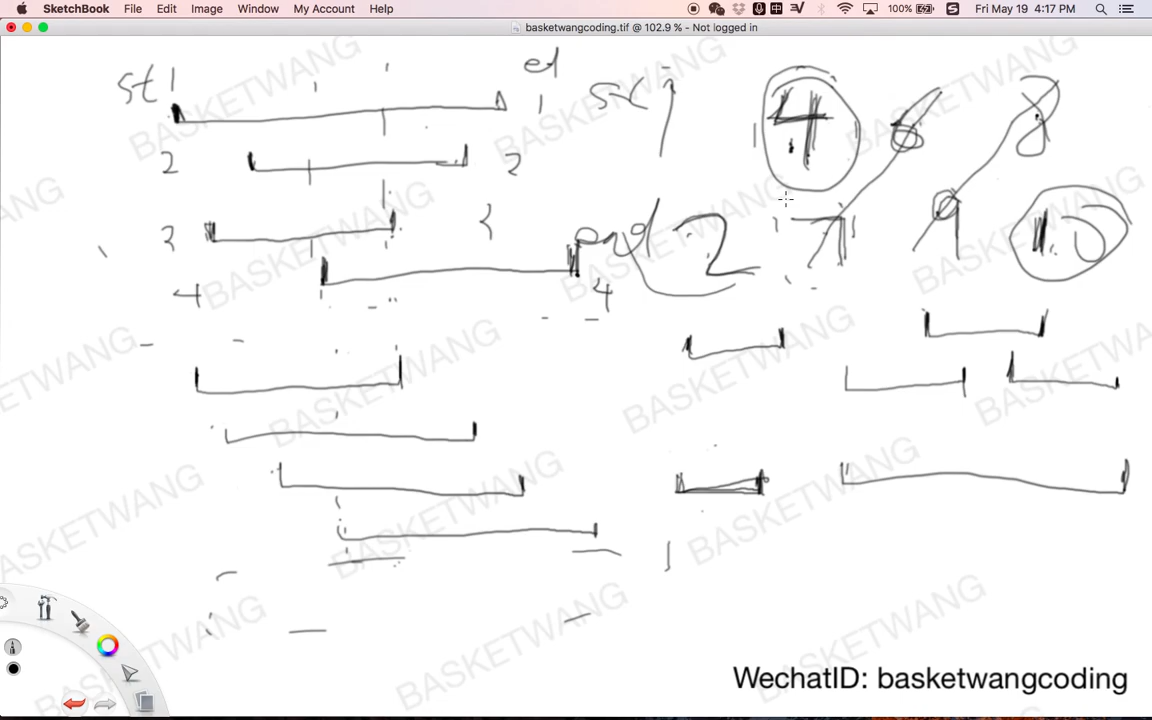 SketchBook File Edit Image Window My Account Help 100% Fri May 19 4:17 PM
basketwangcoding.tif @ 102.9 % - Not logged in
BASKETWANG
st 1
1
2
2
3
4
4
4 6 8
end 2 7 9 10
WechatID: basketwangcoding